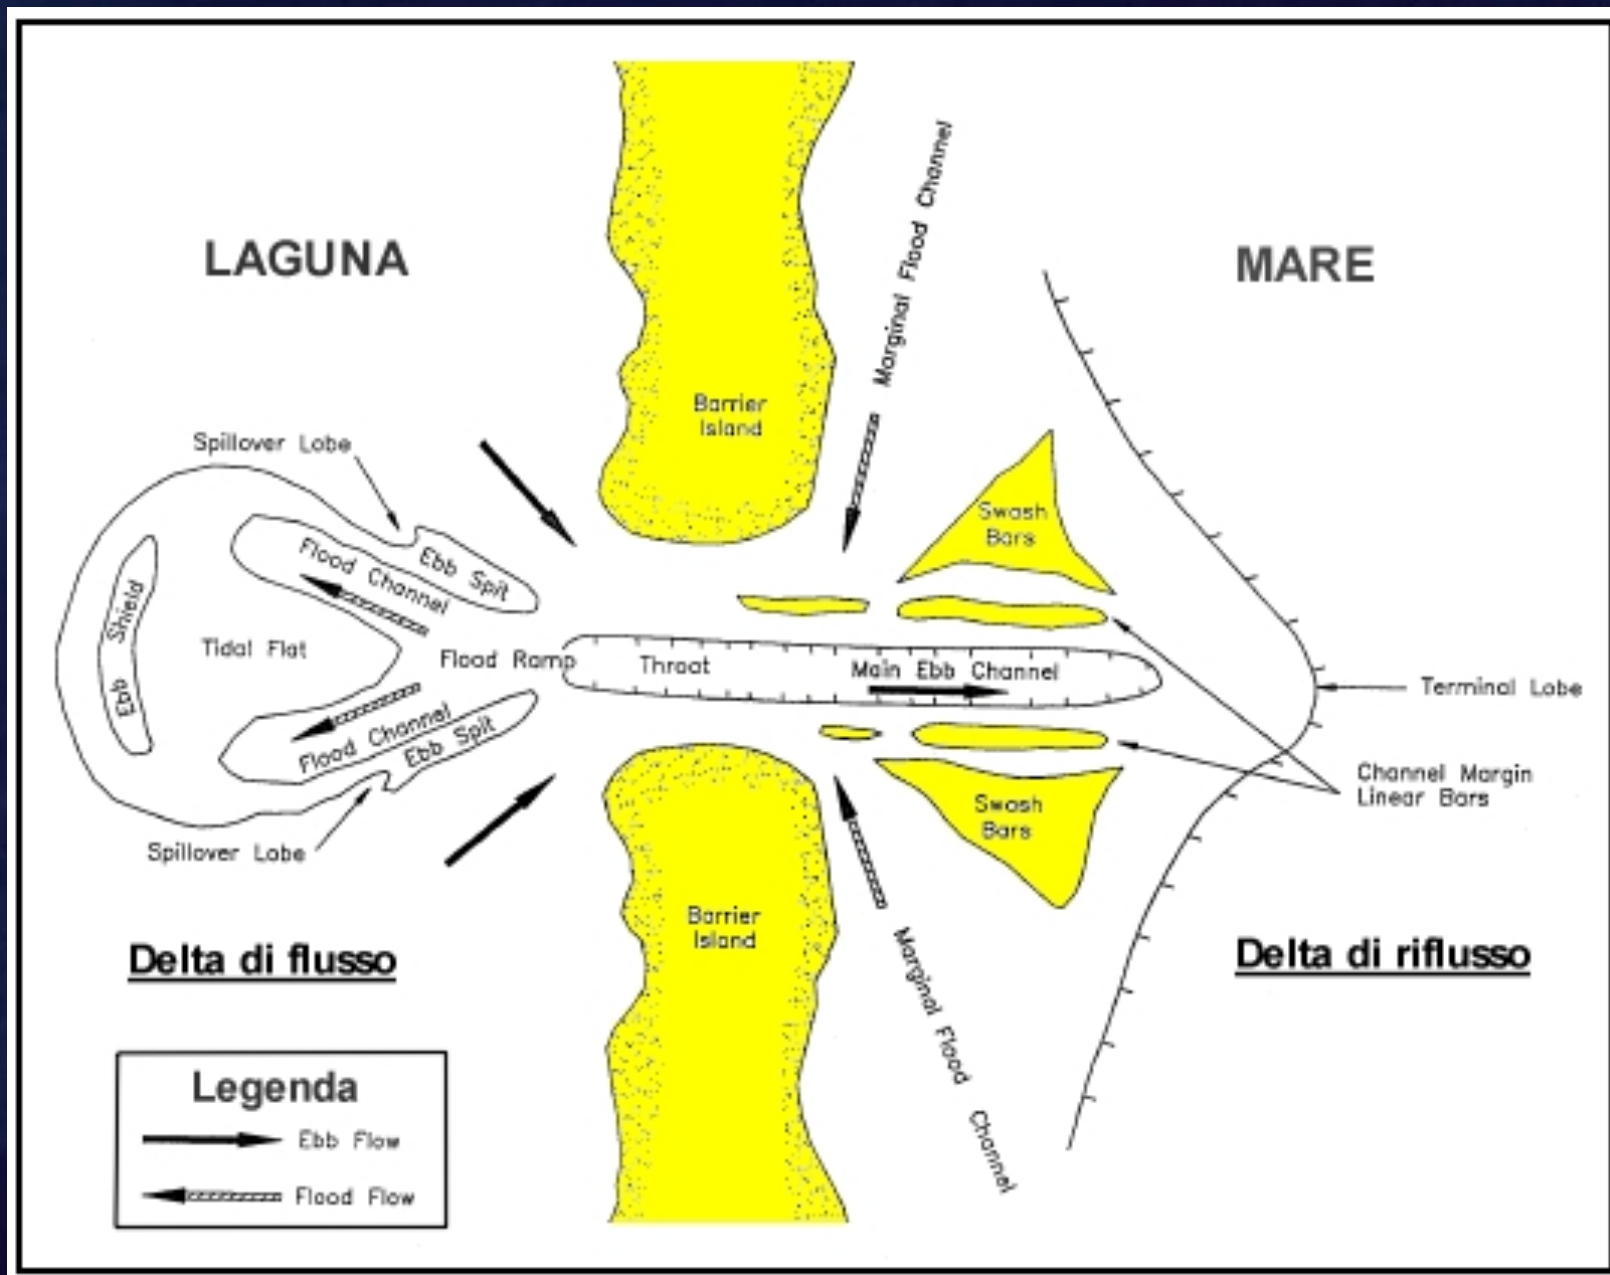 LAGUNA
MARE
Marginal Flood Channel
Barrier
Island
Spillover Lobe
Swash
Bars
Flood Channel
Ebb Spit
Ebb Shield
Tidal Flat
Flood Ramp
Throat
Main Ebb Channel
Terminal Lobe
Flood Channel
Ebb Spit
Channel Margin
Linear Bars
Swash
Bars
Spillover Lobe
Barrier
Island
Marginal Flood Channel
Delta di flusso
Delta di riflusso
Legenda
Ebb Flow
Flood Flow